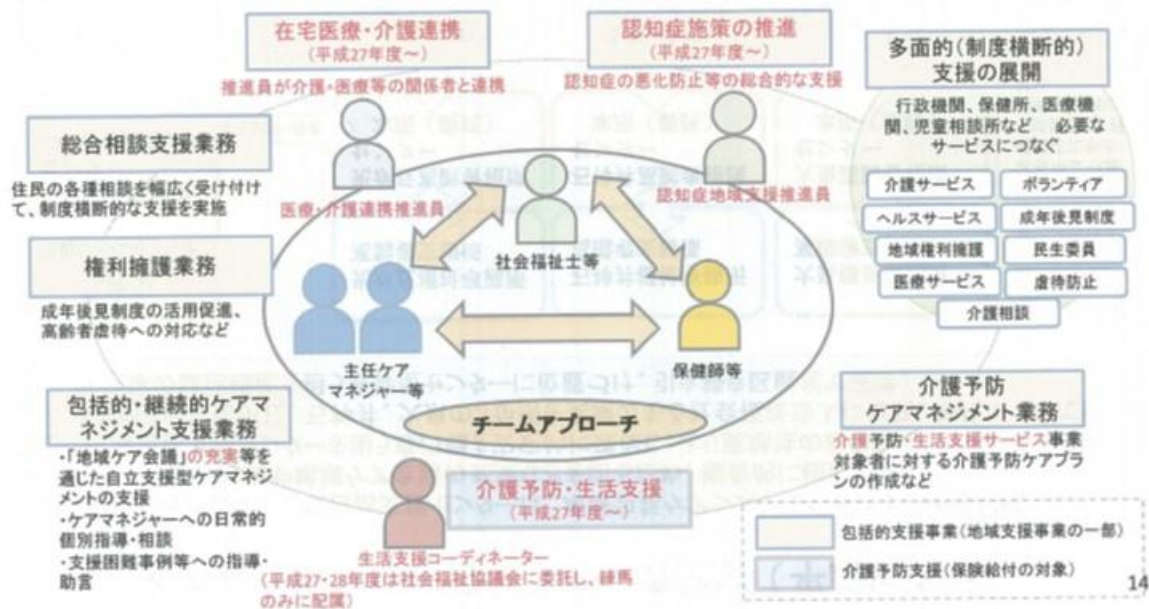 在宅医療・介護連携
(平成27年度～)
推進員が介護・医療等の関係者と連携
認知症施策の推進
(平成27年度～)
認知症の悪化防止等の総合的な支援
多面的(制度横断的)
支援の展開
行政機関、保健所、医療機
関、児童相談所など 必要な
サービスにつなぐ
介護サービス
ボランティア
ヘルスサービス
成年後見制度
地域権利擁護
民生委員
医療サービス
虐待防止
介護相談
総合相談支援業務
住民の各種相談を幅広く受け付け
て、制度横断的な支援を実施
医療・介護連携推進員
認知症地域支援推進員
社会福祉士等
権利擁護業務
成年後見制度の活用促進、
高齢者虐待への対応など
主任ケア
マネジャー等
保健師等
チームアプローチ
包括的・継続的ケアマ
ネジメント支援業務
・「地域ケア会議」の充実等を
通じた自立支援型ケアマネジ
メントの支援
・ケアマネジャーへの日常的
個別指導・相談
・支援困難事例等への指導・
助言
介護予防・生活支援
(平成27年度～)
生活支援コーディネーター
(平成27・28年度は社会福祉協議会に委託し、練馬
のみに配置)
介護予防
ケアマネジメント業務
介護予防・生活支援サービス事業
対象者に対する介護予防ケアプラ
ンの作成など
包括的支援事業(地域支援事業の一部)
介護予防支援(保険給付の対象)
14